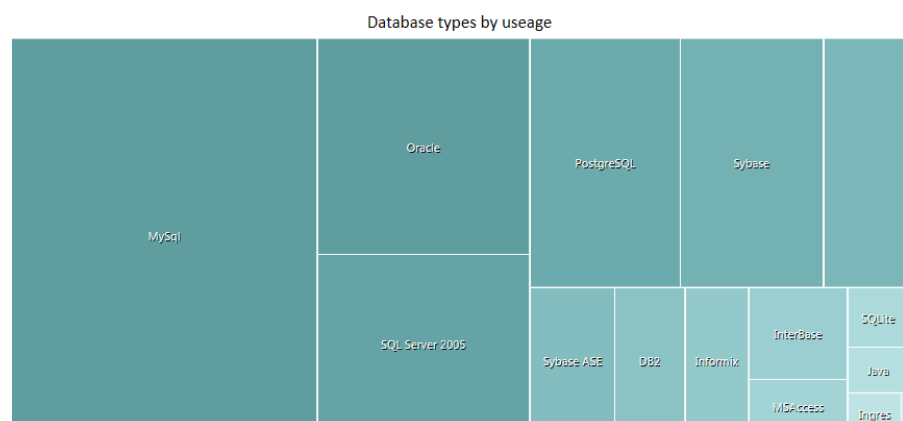 Database types by useage
MySql
Oracle
SQL Server 2005
PostgreSQL
Sybase
Sybase ASE
DB2
Informix
InterBase
MSAccess
SQLite
Java
Ingres